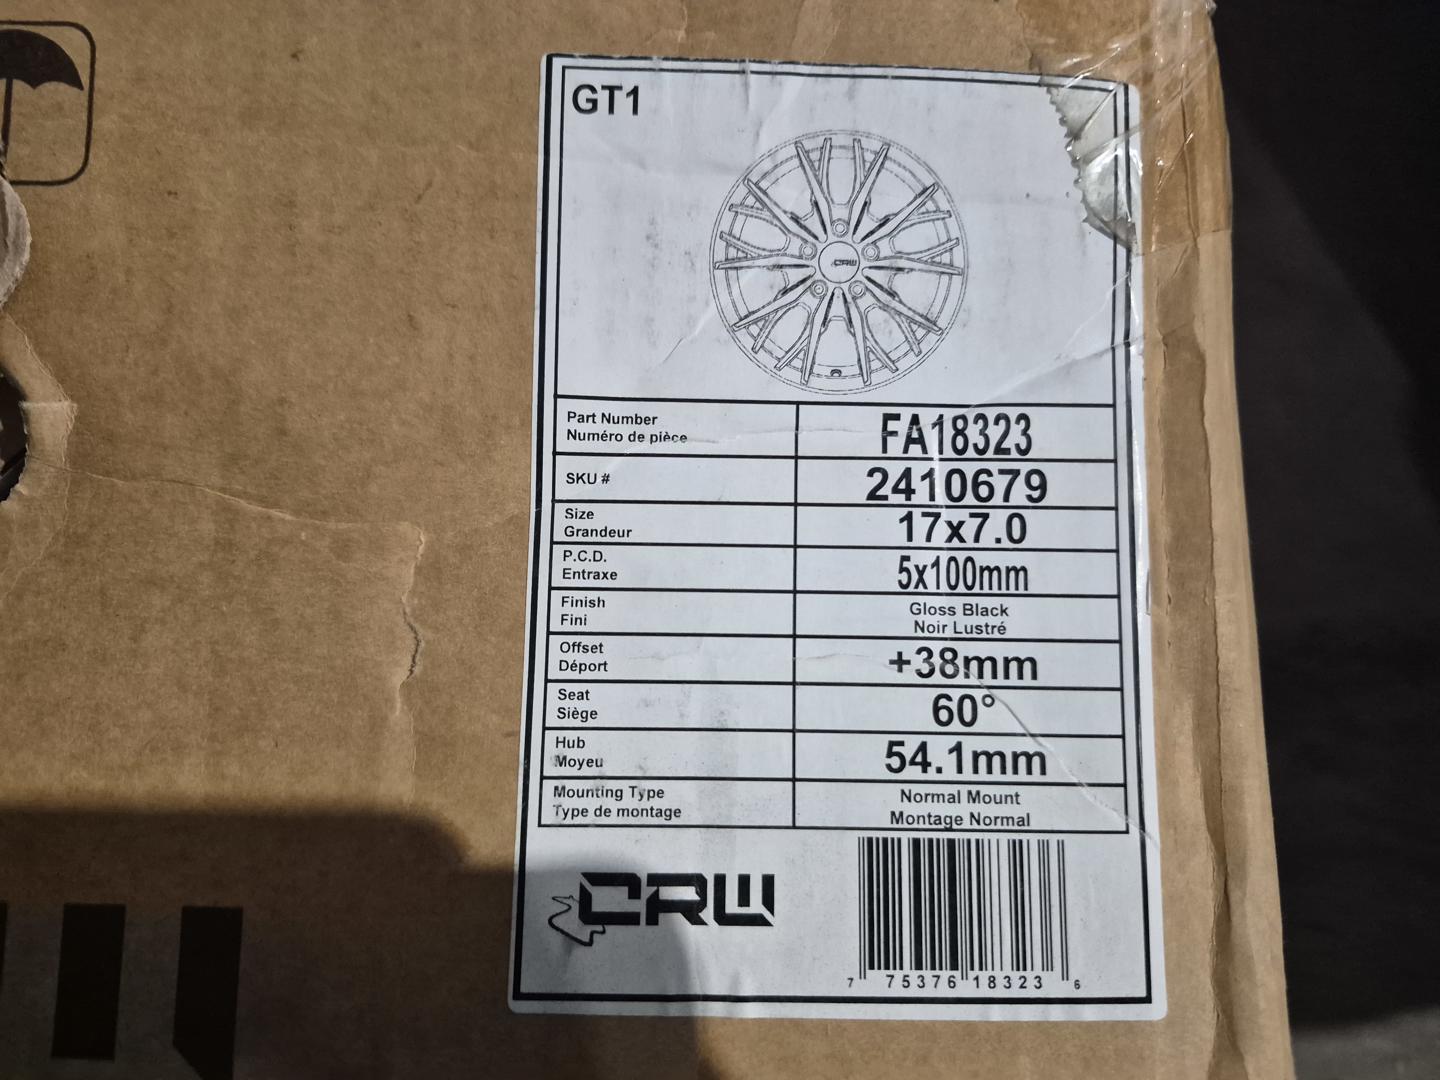 GT1
CRW
Part Number
Numéro de pièce
FA18323
SKU #
2410679
Size
Grandeur
17x7.0
P.C.D.
Entraxe
5x100mm
Finish
Fini
Gloss Black
Noir Lustré
Offset
Déport
+38mm
Seat
Siège
60°
Hub
Moyeu
54.1mm
Mounting Type
Type de montage
Normal Mount
Montage Normal
CRW
7 75376 18323 6